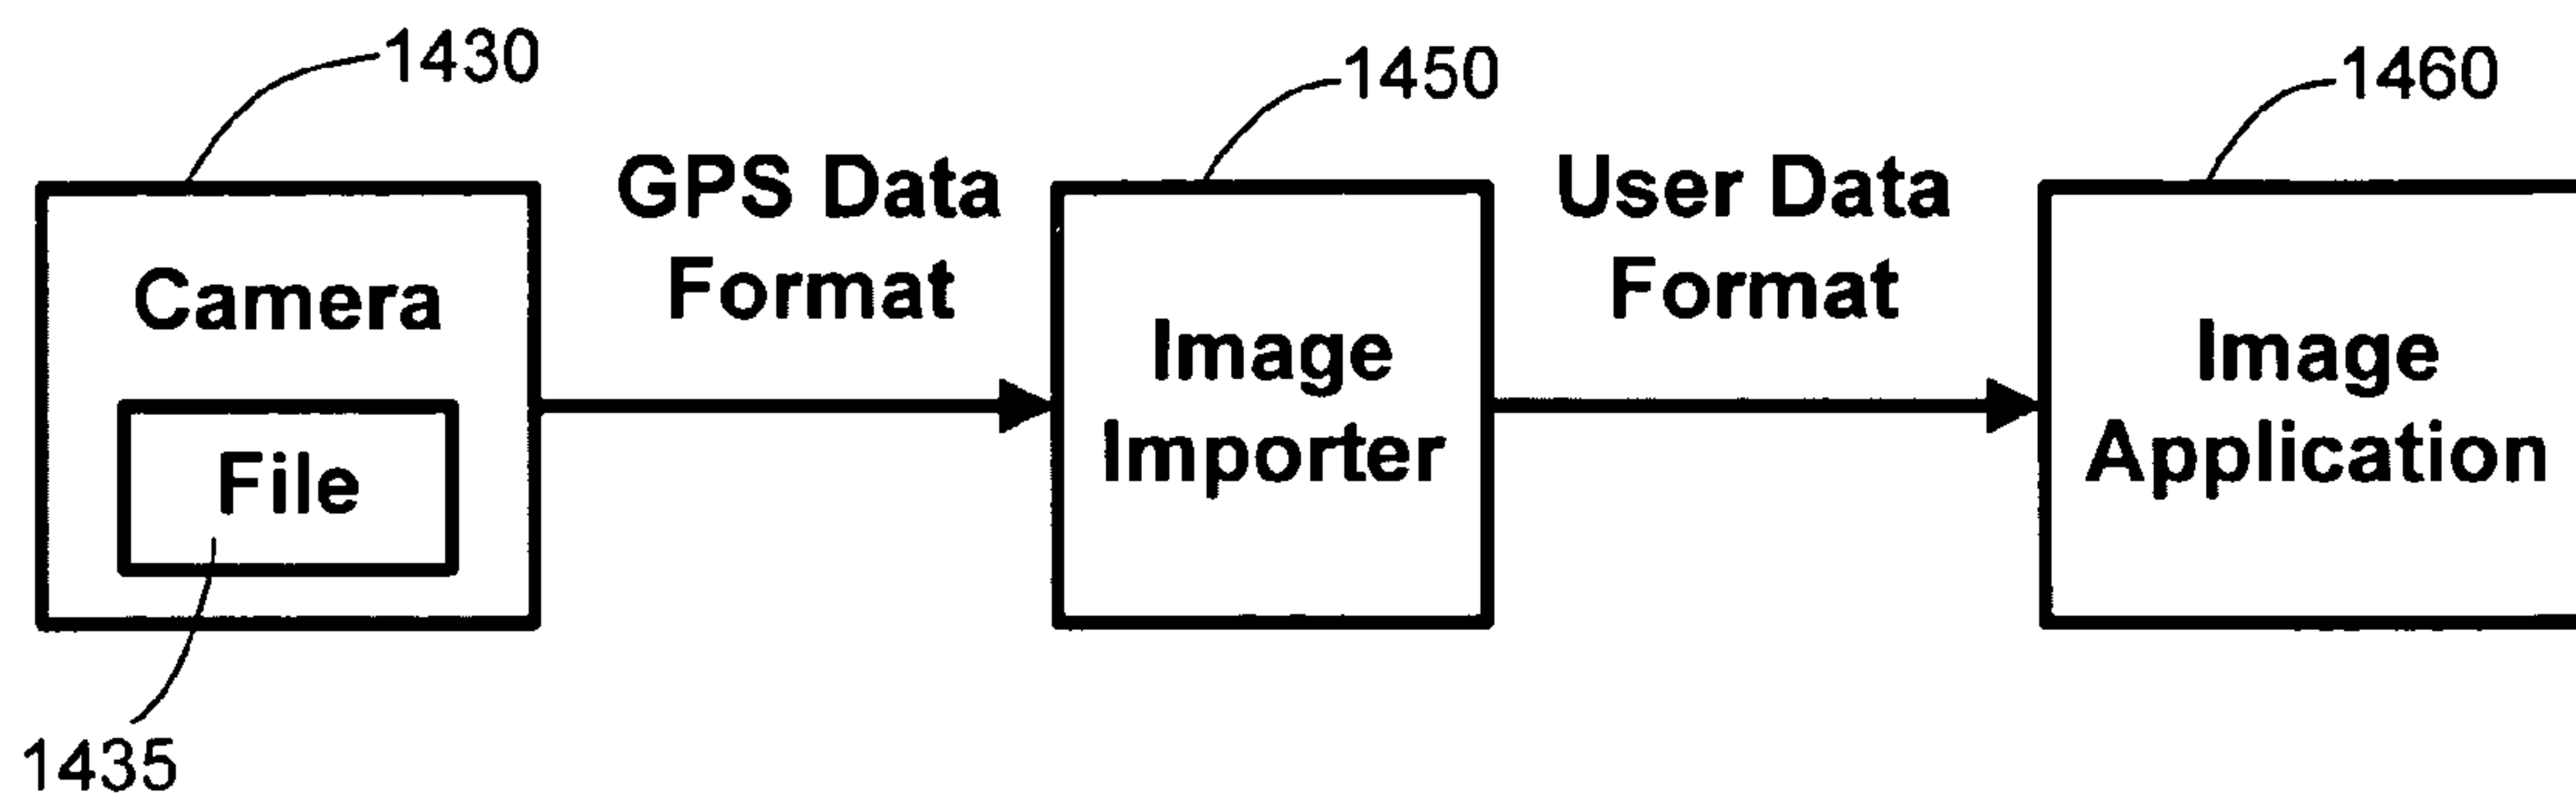 1430
1450
1460
GPS Data
Format
User Data
Format
Camera
File
Image
Importer
Image
Application
1435